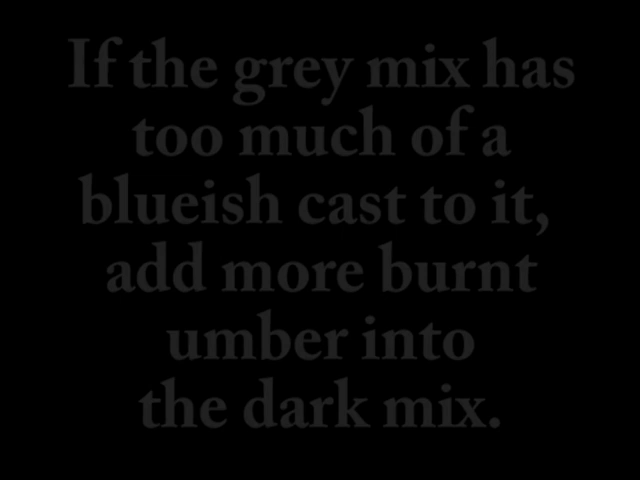 If the grey mix has
too much of a
blueish cast to it,
add more burnt
umber into
the dark mix.